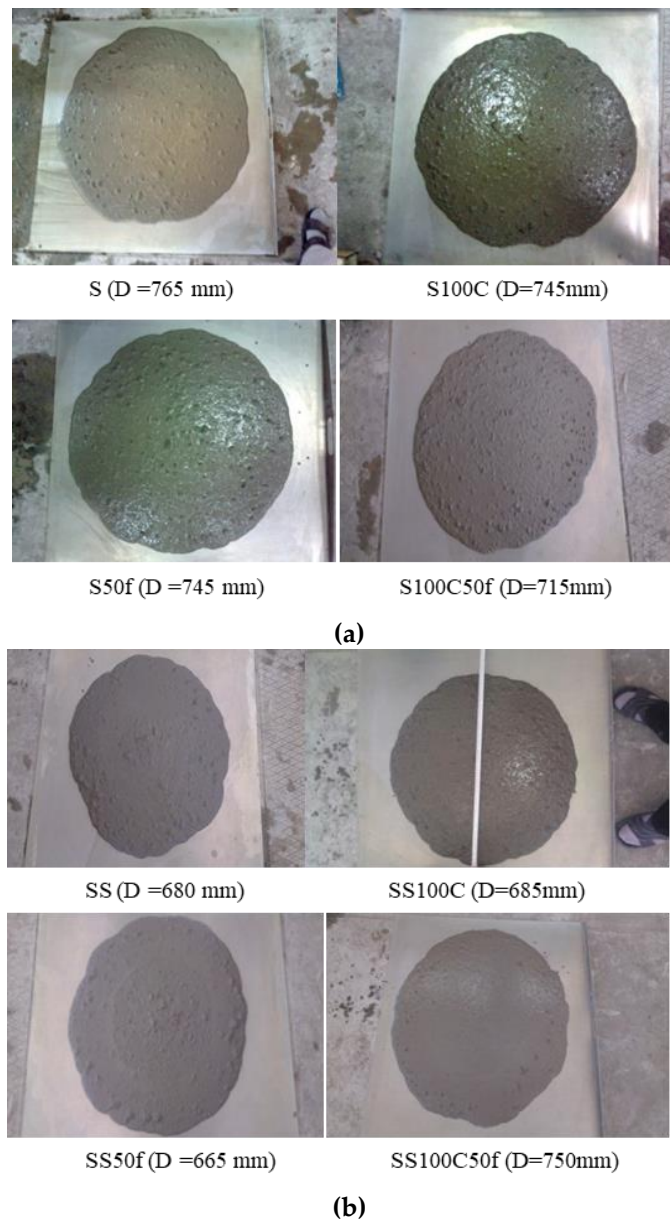 S (D =765 mm) S100C (D=745mm)
S50f (D =745 mm) S100C50f (D=715mm)
(a)
SS (D =680 mm) SS100C (D=685mm)
SS50f (D =665 mm) SS100C50f (D=750mm)
(b)